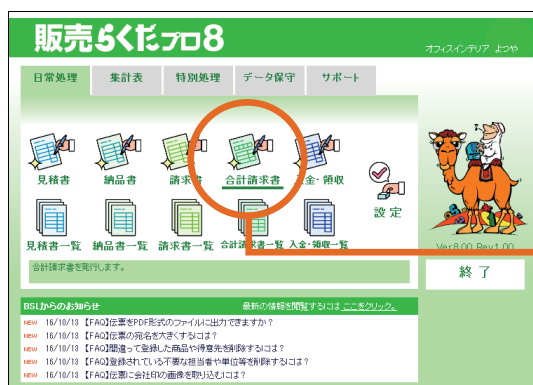 販売らくだプロ8
オフィスインテリア よつや
日常処理 集計表 特別処理 データ保守 サポート
見積書 納品書 請求書 合計請求書 入金・領収
設定
見積書一覧 納品書一覧 請求書一覧 合計請求書一覧 入金・領収一覧
Ver8.00 Rev1.00
合計請求書を発行します。
終了
BSLからのお知らせ 最新の情報を閲覧するには ここをクリック。
NEW 16/10/13 【FAQ】伝票をPDF形式のファイルに出力できますか？
NEW 16/10/13 【FAQ】伝票の宛名を大きくするには？
NEW 16/10/13 【FAQ】間違って登録した商品や得意先を削除するには？
NEW 16/10/13 【FAQ】登録されている不要な担当者や単位等を削除するには？
NEW 16/10/13 【FAQ】伝票に会社印の画像を取り込むには？